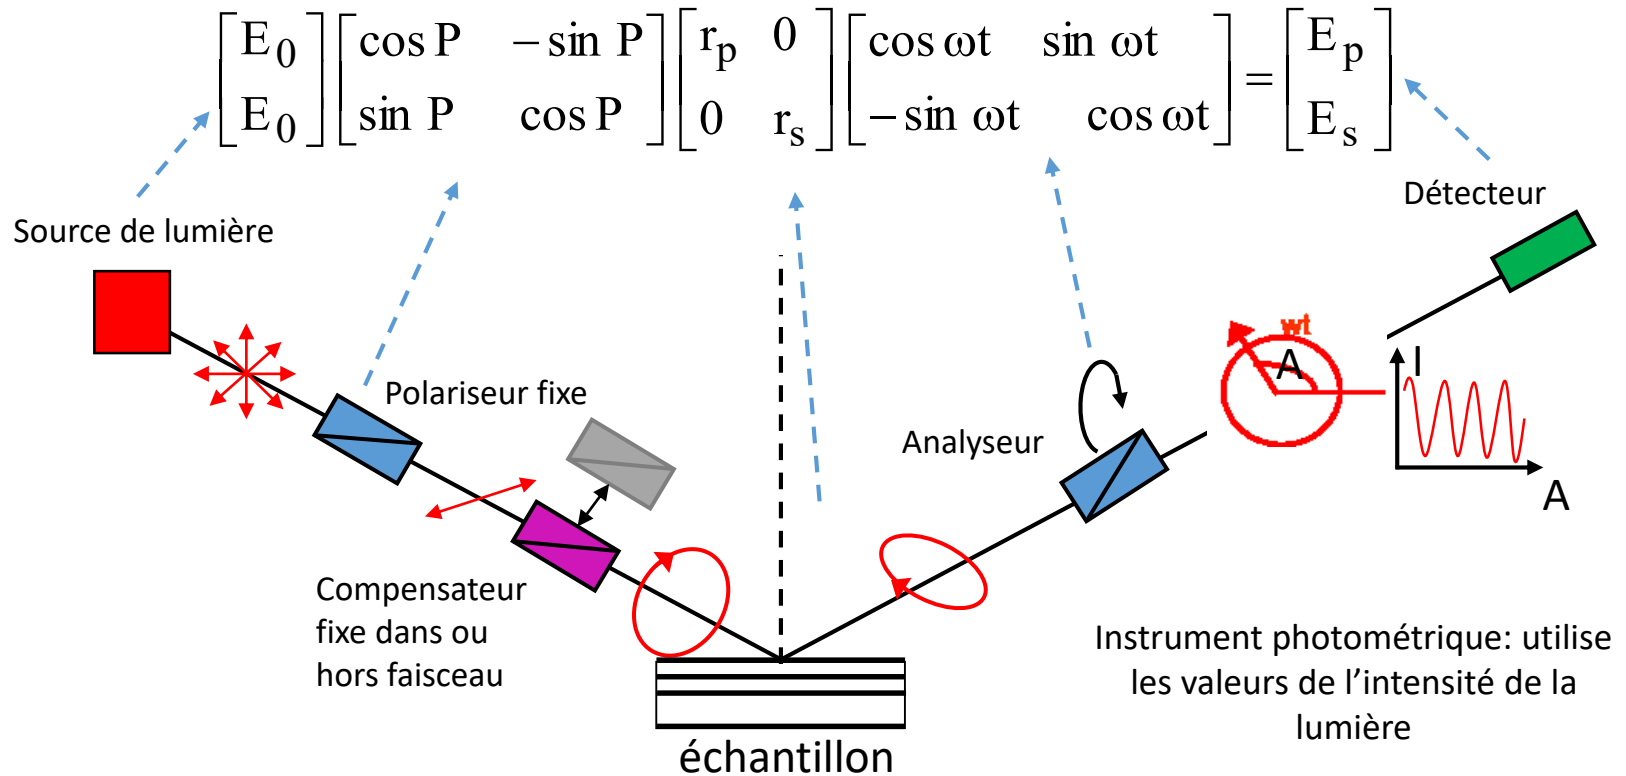 [E₀ E₀] [cos P −sin P sin P cos P] [rₚ 0 0 rₛ] [cos ωt sin ωt −sin ωt cos ωt] = [Eₚ Eₛ]
Détecteur
Source de lumière
wt
A
I
Polariseur fixe
Analyseur
A
Compensateur
fixe dans ou
hors faisceau
Instrument photométrique: utilise
les valeurs de l’intensité de la
lumière
échantillon